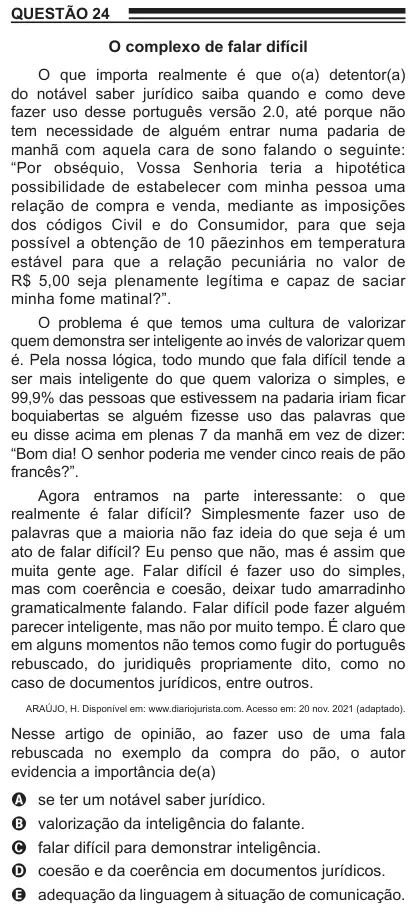 QUESTÃO 24
O complexo de falar difícil
O que importa realmente é que o(a) detentor(a)
do notável saber jurídico saiba quando e como deve
fazer uso desse português versão 2.0, até porque não
tem necessidade de alguém entrar numa padaria de
manhã com aquela cara de sono falando o seguinte:
“Por obséquio, Vossa Senhoria teria a hipotética
possibilidade de estabelecer com minha pessoa uma
relação de compra e venda, mediante as imposições
dos códigos Civil e do Consumidor, para que seja
possível a obtenção de 10 pãezinhos em temperatura
estável para que a relação pecuniária no valor de
R$ 5,00 seja plenamente legítima e capaz de saciar
minha fome matinal?”.
O problema é que temos uma cultura de valorizar
quem demonstra ser inteligente ao invés de valorizar quem
é. Pela nossa lógica, todo mundo que fala difícil tende a
ser mais inteligente do que quem valoriza o simples, e
99,9% das pessoas que estivessem na padaria iriam ficar
boquiabertas se alguém fizesse uso das palavras que
eu disse acima em plenas 7 da manhã em vez de dizer:
“Bom dia! O senhor poderia me vender cinco reais de pão
francês?”.
Agora entramos na parte interessante: o que
realmente é falar difícil? Simplesmente fazer uso de
palavras que a maioria não faz ideia do que seja é um
ato de falar difícil? Eu penso que não, mas é assim que
muita gente age. Falar difícil é fazer uso do simples,
mas com coerência e coesão, deixar tudo amarradinho
gramaticalmente falando. Falar difícil pode fazer alguém
parecer inteligente, mas não por muito tempo. É claro que
em alguns momentos não temos como fugir do português
rebuscado, do juridiquês propriamente dito, como no
caso de documentos jurídicos, entre outros.
ARAÚJO, H. Disponível em: www.diariojurista.com. Acesso em: 20 nov. 2021 (adaptado).
Nesse artigo de opinião, ao fazer uso de uma fala
rebuscada no exemplo da compra do pão, o autor
evidencia a importância de(a)
A se ter um notável saber jurídico.
B valorização da inteligência do falante.
C falar difícil para demonstrar inteligência.
D coesão e da coerência em documentos jurídicos.
E adequação da linguagem à situação de comunicação.